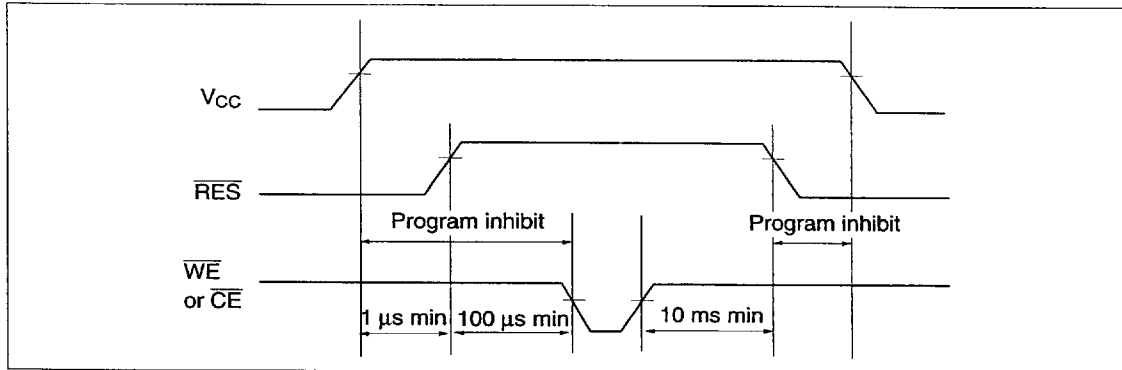 VCC
RES
Program inhibit
Program inhibit
WE
or CE
1 µs min
100 µs min
10 ms min